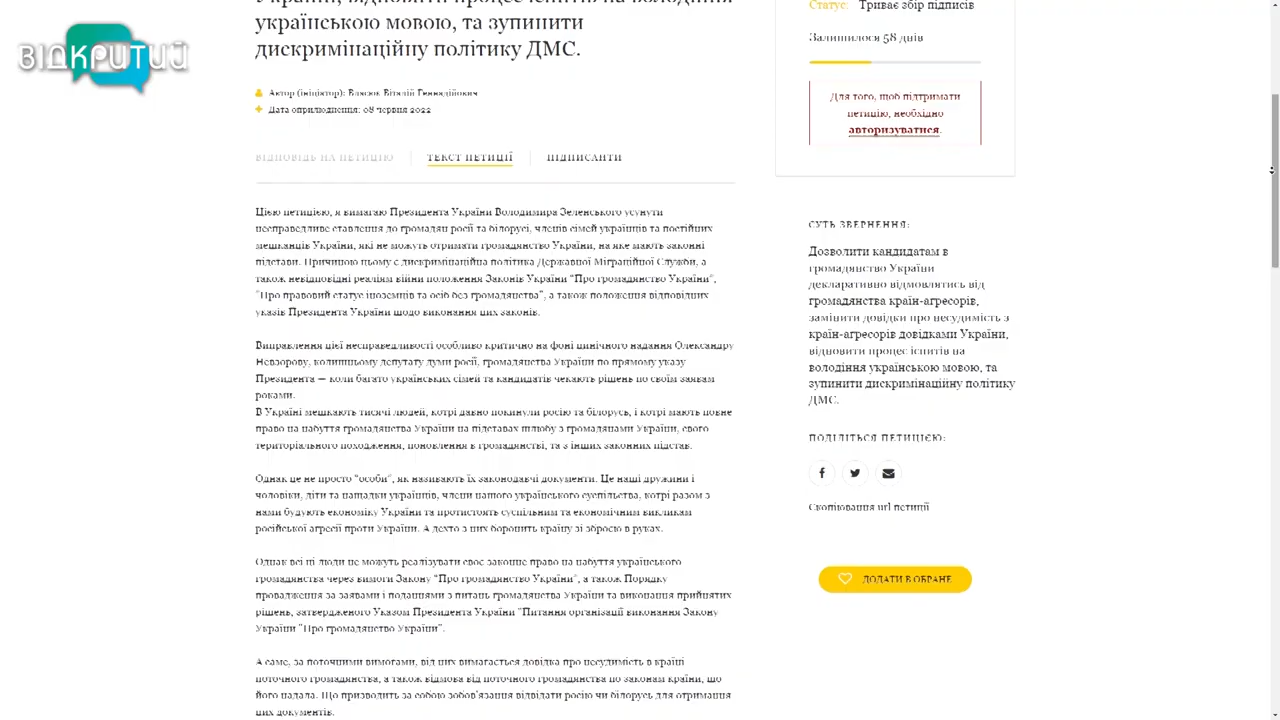 ВІДКРИТИЙ
українською мовою, та зупинити
дискримінаційну політику ДМС.
Автор (ініціатор): Власюк Віталій Геннадійович
Дата оприлюднення: 08 червня 2022
ВІДПОВІДЬ НА ПЕТИЦІЮ
ТЕКСТ ПЕТИЦІЇ
ПІДПИСАНТИ
Цією петицією, я вимагаю Президента України Володимира Зеленського усунути
несправедливе ставлення до громадян росії та білорусі, членів сімей українців та постійних
мешканців України, які не можуть отримати громадянство України, на яке мають законні
підстави. Причиною цьому є дискримінаційна політика Державної Міграційної Служби, а
також невідповідні реаліям війни положення Законів України “Про громадянство України”,
"Про правовий статус іноземців та осіб без громадянства", а також положення відповідних
указів Президента України щодо виконання цих законів.
Виправлення цієї несправедливості особливо критично на фоні цинічного надання Олександру
Невзорову, колишньому депутату думи росії, громадянства України по прямому указу
Президента — коли багато українських сімей та кандидатів чекають рішень по своїм заявам
роками.
В Україні мешкають тисячі людей, котрі давно покинули росію та білорусь, і котрі мають повне
право на набуття громадянства України на підставах шлюбу з громадянами України, свого
територіального походження, поновлення в громадянстві, та з інших законних підстав.
Однак це не просто “особи”, як називають їх законодавчі документи. Це наші дружини і
чоловіки, діти та нащадки українців, члени нашого українського суспільства, котрі разом з
нами будують економіку України та протистоять суспільним та економічним викликам
російської агресії проти України. А дехто з них боронить країну зі зброєю в руках.
Однак всі ці люди не можуть реалізувати своє законне право на набуття українського
громадянства через вимоги Закону “Про громадянство України”, а також Порядку
провадження за заявами і поданнями з питань громадянства України та виконання прийнятих
рішень, затвердженого Указом Президента України "Питання організації виконання Закону
України "Про громадянство України".
А саме, за поточними вимогами, від них вимагається довідка про несудимість в країні
поточного громадянства, а також відмова від поточного громадянства по законам країни, що
його надала. Що призводить за собою зобов'язання відвідати росію чи білорусь для отримання
цих документів.
Статус: Триває збір підписів
Залишилося 58 днів
Для того, щоб підтримати
петицію, необхідно
авторизуватися.
СУТЬ ЗВЕРНЕННЯ:
Дозволити кандидатам в
громадянство України
декларативно відмовлятись від
громадянства країн-агресорів,
замінити довідки про несудимість з
країн-агресорів довідками України,
відновити процес іспитів на
володіння українською мовою, та
зупинити дискримінаційну політику
ДМС.
ПОДІЛІТЬСЯ ПЕТИЦІЄЮ:
Скопіювати url петиції
ДОДАТИ В ОБРАНЕ